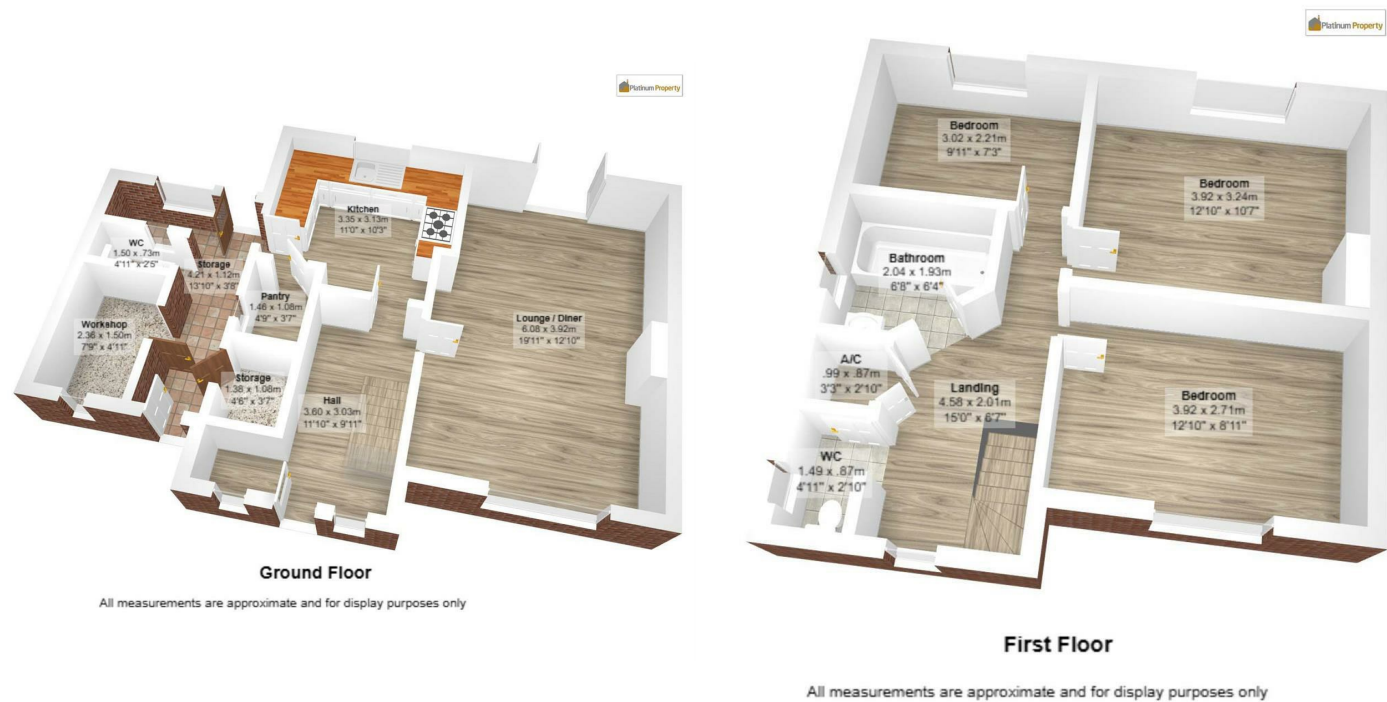 Platinum Property
Kitchen
3.35 x 3.13m
11'0" x 10'3"
WC
1.50 x .73m
4'11" x 2'5"
Storage
4.21 x 1.12m
13'10" x 3'8"
Pantry
1.46 x 1.08m
4'9" x 3'7"
Workshop
2.36 x 1.50m
7'9" x 4'11"
Lounge / Diner
6.08 x 3.92m
19'11" x 12'10"
Storage
1.38 x 1.08m
4'6" x 3'7"
Hall
3.60 x 3.03m
11'10" x 9'11"
Ground Floor
All measurements are approximate and for display purposes only
Platinum Property
Bedroom
3.02 x 2.21m
9'11" x 7'3"
Bedroom
3.92 x 3.24m
12'10" x 10'7"
Bathroom
2.04 x 1.93m
6'8" x 6'4"
A/C
.99 x .87m
3'3" x 2'10"
Landing
4.58 x 2.01m
15'0" x 6'7"
Bedroom
3.92 x 2.71m
12'10" x 8'11"
WC
1.49 x .87m
4'11" x 2'10"
First Floor
All measurements are approximate and for display purposes only